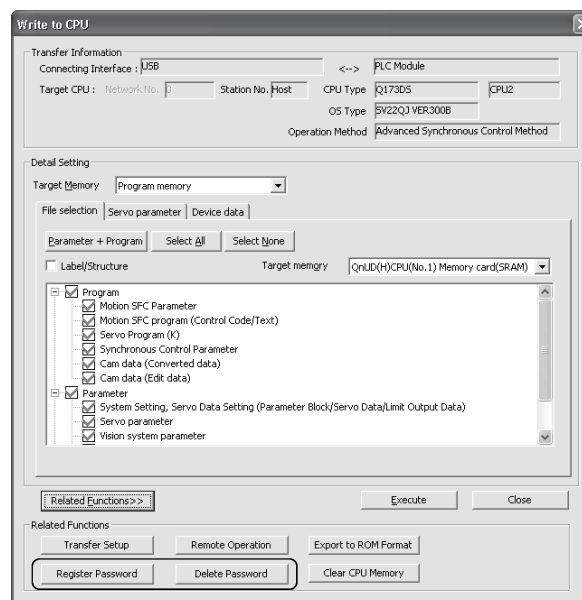 Write to CPU
Transfer Information
Connecting Interface : USB <--> PLC Module
Target CPU : Network No. 0 Station No. Host CPU Type Q173DS CPU2
OS Type SV22QJ VER300B
Operation Method Advanced Synchronous Control Method
Detail Setting
Target Memory Program memory
File selection Servo parameter Device data
Parameter + Program Select All Select None
Label/Structure Target memory QnUD(H)CPU(No.1) Memory card(SRAM)
Program
Motion SFC Parameter
Motion SFC program (Control Code/Text)
Servo Program (K)
Synchronous Control Parameter
Cam data (Converted data)
Cam data (Edit data)
Parameter
System Setting, Servo Data Setting (Parameter Block/Servo Data/Limit Output Data)
Servo parameter
Vision system parameter
Related Functions>> Execute Close
Related Functions
Transfer Setup Remote Operation Export to ROM Format
Register Password Delete Password Clear CPU Memory